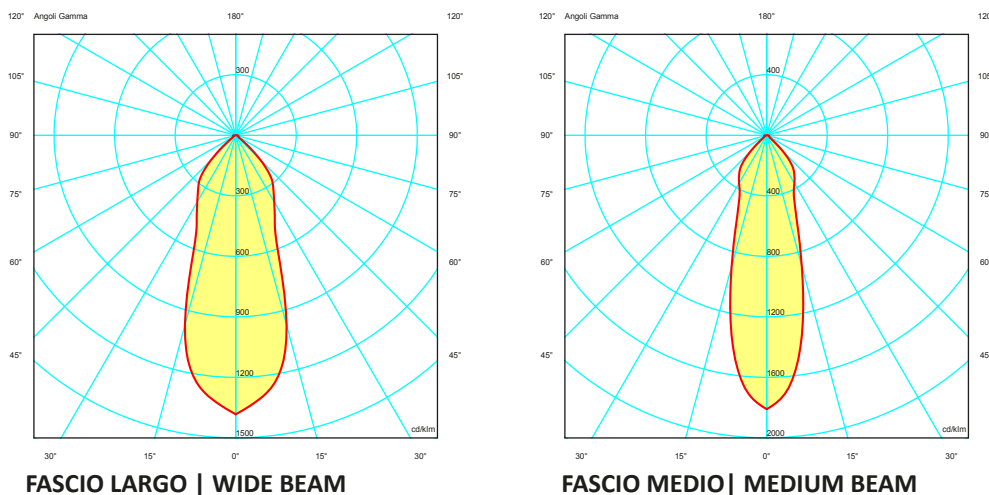 120° Angoli Gamma 180° 120°
105° 105°
90° 90°
75° 75°
60° 60°
45° 45°
300
300
600
900
1200
1500
cd/klm
30° 15° 0° 15° 30°
FASCIO LARGO | WIDE BEAM
120° Angoli Gamma 180° 120°
105° 105°
90° 90°
75° 75°
60° 60°
45° 45
400
400
800
1200
1600
2000
cd/klm
30° 15° 0° 15° 30°
FASCIO MEDIO| MEDIUM BEAM